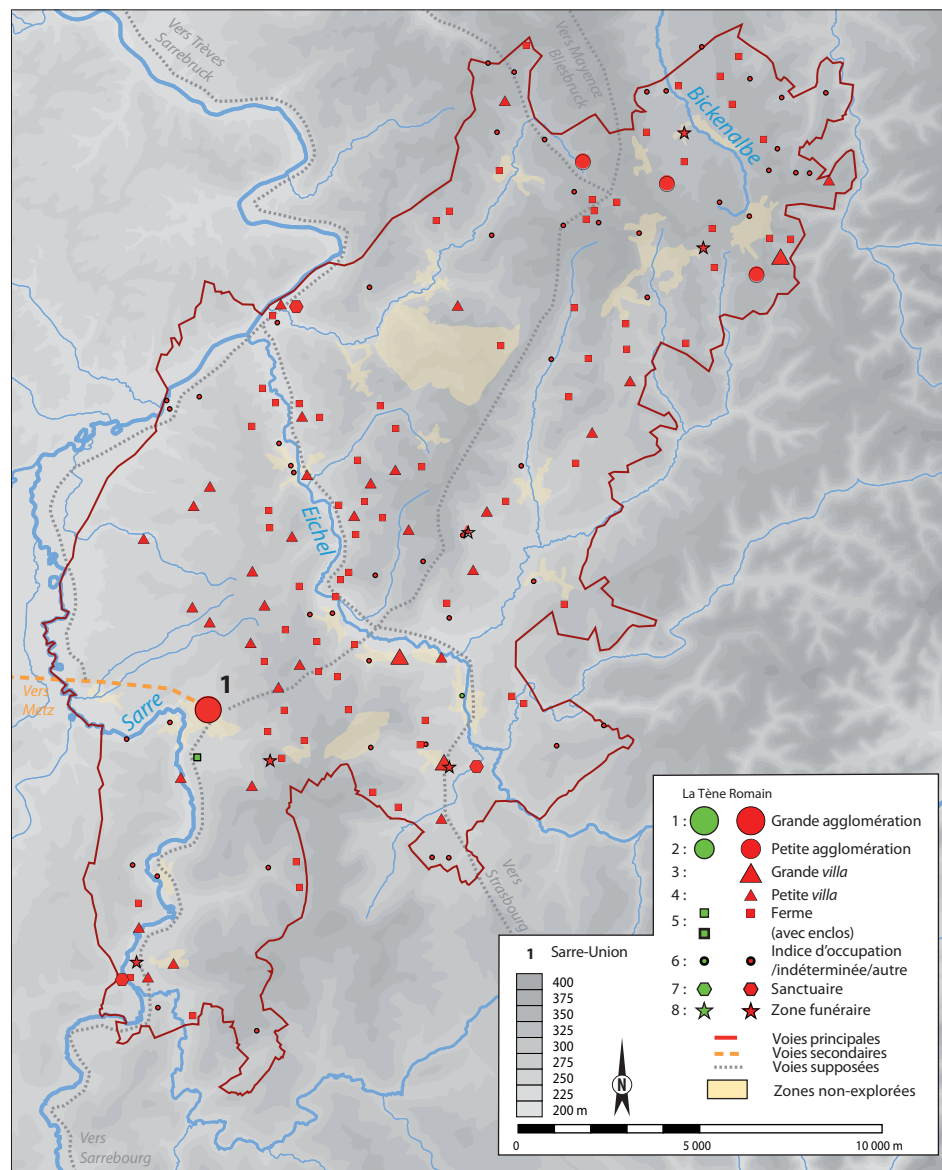 Vers Trèves
Sarrebruck
Vers Mayence
Bliesbruck
Bickenalbe
Eichel
1
Vers
Metz
Sarre
Vers
Strasbourg
Vers
Sarrebourg
La Tène Romain
1 : Grande agglomération
2 : Petite agglomération
3 : Grande villa
4 : Petite villa
5 : Ferme
(avec enclos)
6 : Indice d'occupation
/indéterminée/autre
7 : Sanctuaire
8 : Zone funéraire
Voies principales
Voies secondaires
Voies supposées
Zones non-explorées
1 Sarre-Union
400
375
350
325
300
275
250
225
200 m
N
0 5 000 10 000 m